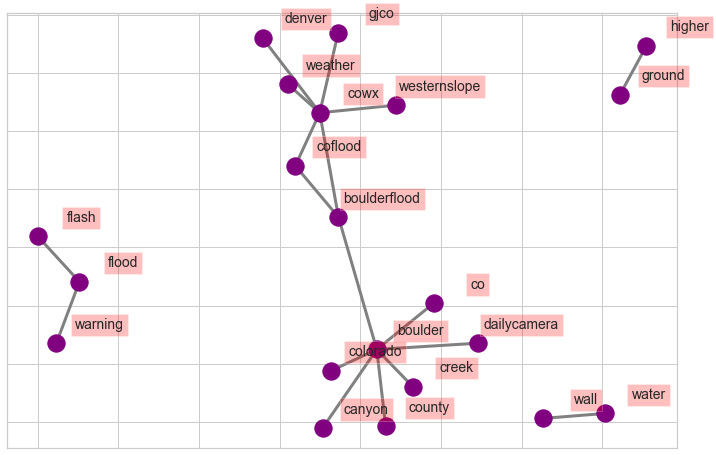 denver
gjco
higher
weather
ground
westernslope
cowx
coflood
boulderflood
flash
flood
co
warning
boulder
dailycamera
colorado
creek
water
wall
canyon
county